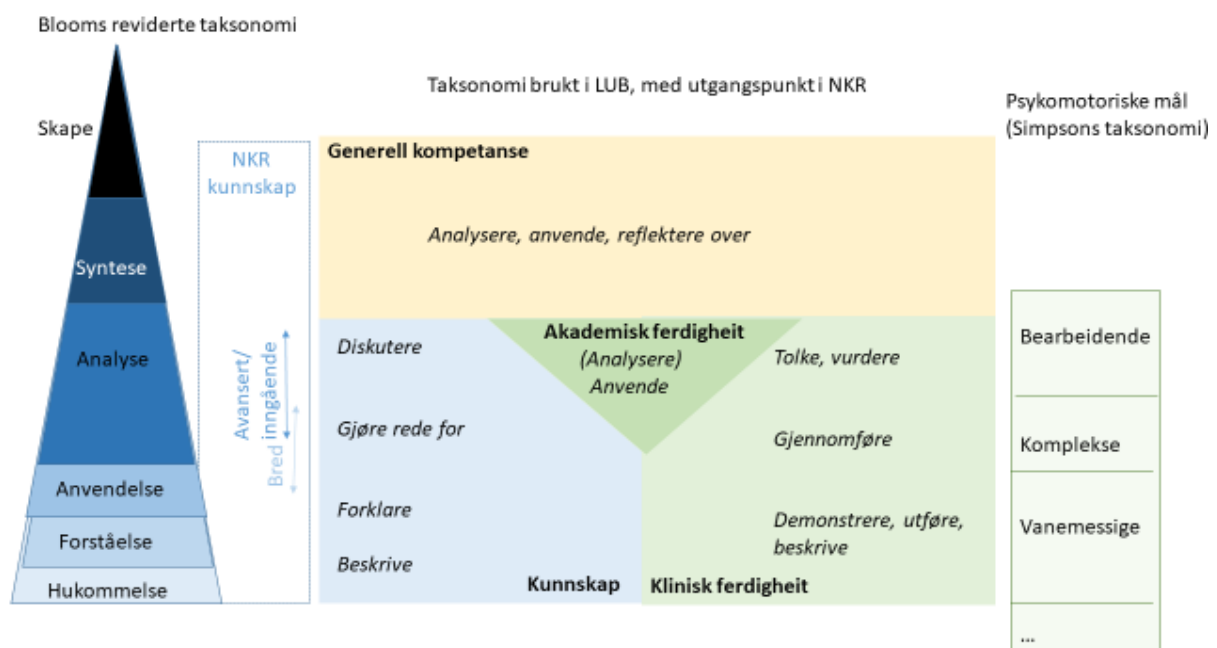 Blooms reviderte taksonomi
Skape
Syntese
Analyse
Anvendelse
Forståelse
Hukommelse
NKR
kunnskap
Avansert/
inngående
Bred
Taksonomi brukt i LUB, med utgangspunkt i NKR
Generell kompetanse
Analysere, anvende, reflektere over
Diskutere
Gjøre rede for
Forklare
Beskrive
Kunnskap
Akademisk ferdigheit
(Analysere)
Anvende
Tolke, vurdere
Gjennomføre
Demonstrere, utføre,
beskrive
Klinisk ferdigheit
Psykomotoriske mål
(Simpsons taksonomi)
Bearbeidende
Komplekse
Vanemessige
...